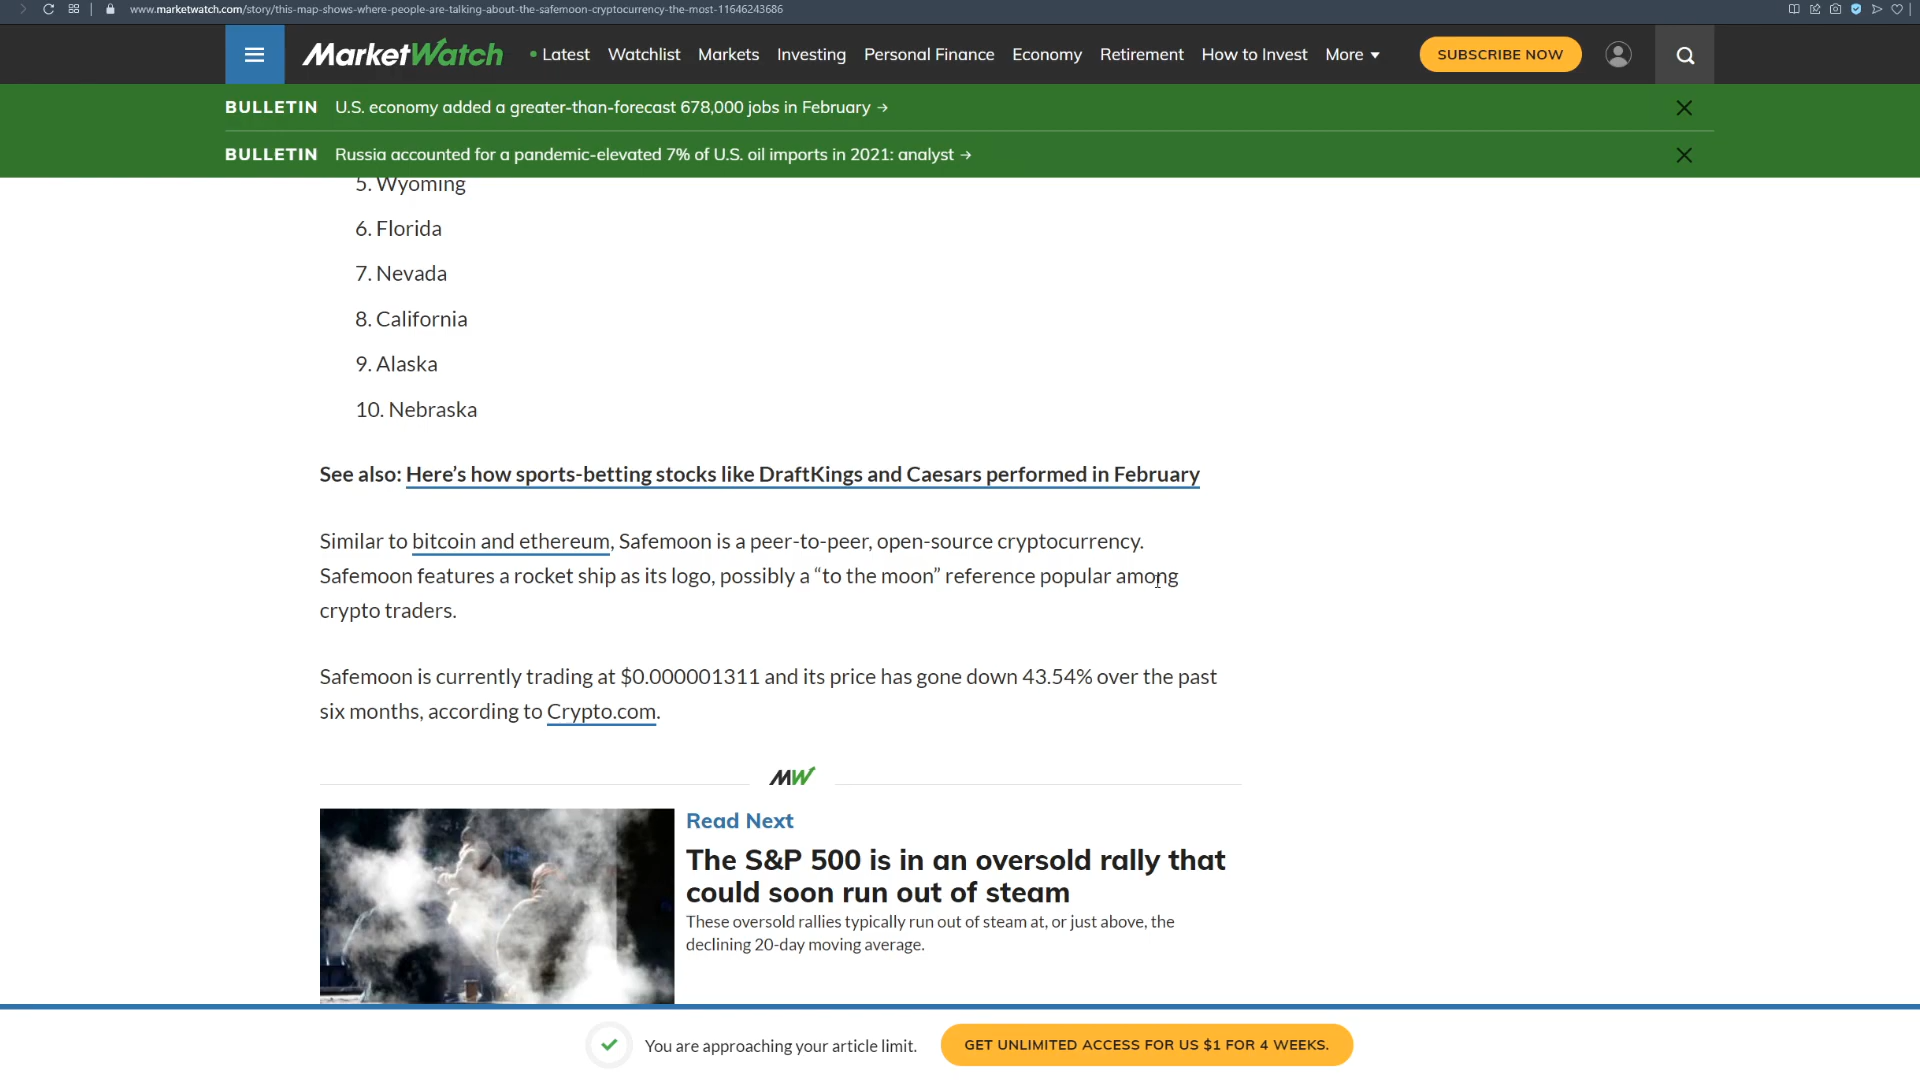 www.marketwatch.com/story/this-map-shows-where-people-are-talking-about-the-safemoon-cryptocurrency-the-most-11646243686
MarketWatch
Latest Watchlist Markets Investing Personal Finance Economy Retirement How to Invest More
SUBSCRIBE NOW
BULLETIN U.S. economy added a greater-than-forecast 678,000 jobs in February →
BULLETIN Russia accounted for a pandemic-elevated 7% of U.S. oil imports in 2021: analyst →
5. Wyoming
6. Florida
7. Nevada
8. California
9. Alaska
10. Nebraska
See also: Here’s how sports-betting stocks like DraftKings and Caesars performed in February
Similar to bitcoin and ethereum, Safemoon is a peer-to-peer, open-source cryptocurrency.
Safemoon features a rocket ship as its logo, possibly a “to the moon” reference popular among
crypto traders.
Safemoon is currently trading at $0.000001311 and its price has gone down 43.54% over the past
six months, according to Crypto.com.
MW
Read Next
The S&P 500 is in an oversold rally that
could soon run out of steam
These oversold rallies typically run out of steam at, or just above, the
declining 20-day moving average.
You are approaching your article limit.
GET UNLIMITED ACCESS FOR US $1 FOR 4 WEEKS.